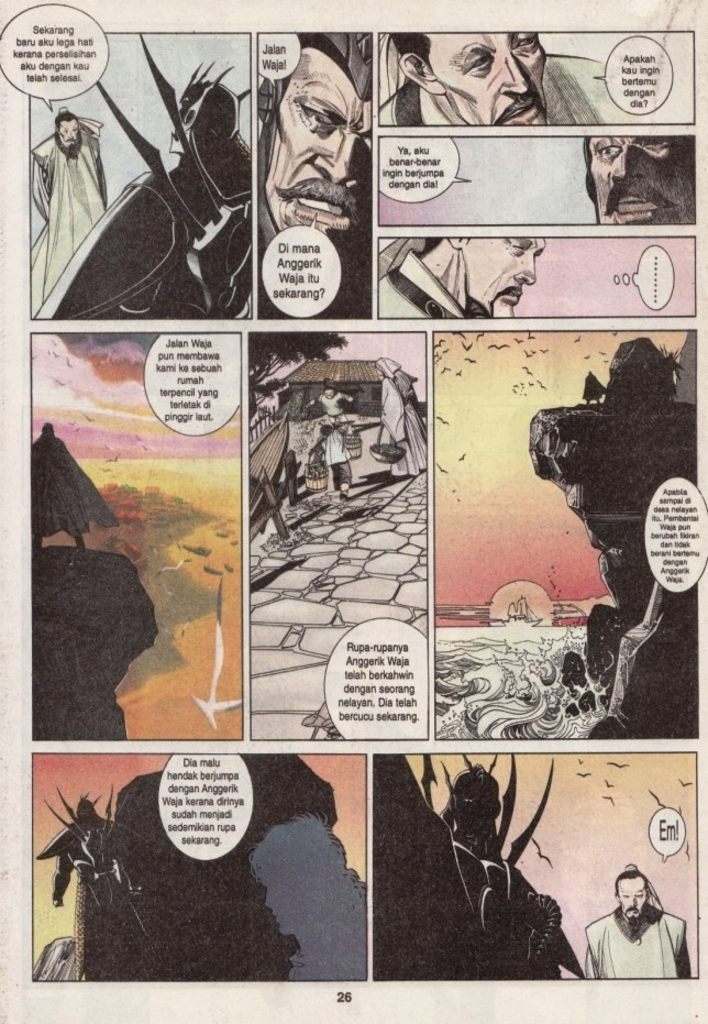 Sekarang
baru aku lega hati
kerana perselisihan
aku dengan kau
telah selesai.
Jalan
Waja!
Di mana
Anggerik
Waja itu
sekarang?
Apakah
kau ingin
bertemu
dengan
dia?
Ya, aku
benar-benar
ingin berjumpa
dengan dia!
........
Jalan Waja
pun membawa
kami ke sebuah
rumah
terpencil yang
terletak di
pinggir laut.
Rupa-rupanya
Anggerik Waja
telah berkahwin
dengan seorang
nelayan. Dia telah
bercucu sekarang.
Apabila
sampai di
desa nelayan
itu, Pembantai
Waja pun
berubah fikiran
dan tidak
berani bertemu
dengan
Anggerik
Waja.
Dia malu
hendak berjumpa
dengan Anggerik
Waja kerana dirinya
sudah menjadi
sedemikian rupa
sekarang.
Em!
26